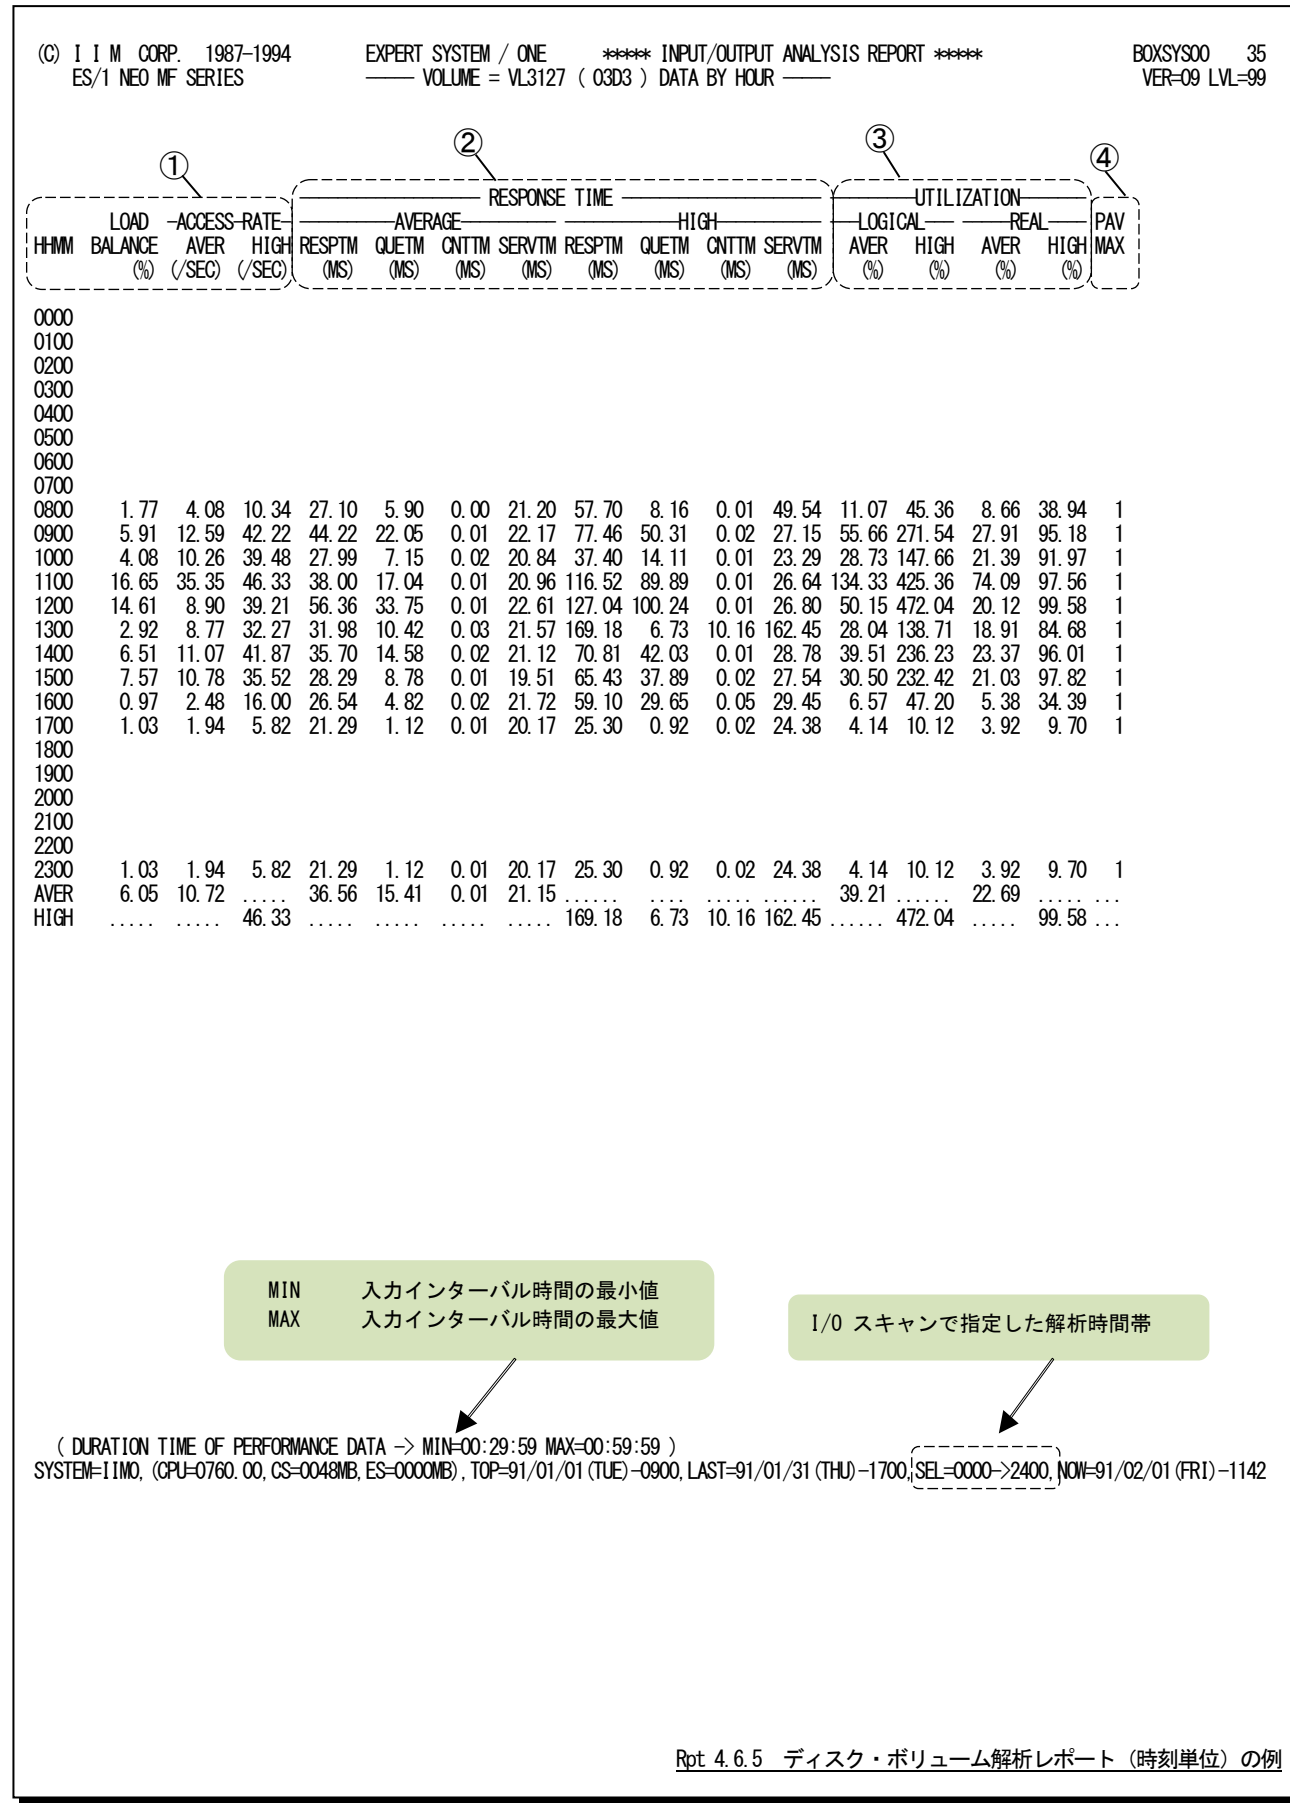 (C) I I M CORP. 1987-1994 EXPERT SYSTEM / ONE ***** INPUT/OUTPUT ANALYSIS REPORT ***** BOXSYS00 35
ES/1 NEO MF SERIES ----- VOLUME = VL3127 ( 03D3 ) DATA BY HOUR ----- VER=09 LVL=99
① ② ③ ④
RESPONSE TIME UTILIZATION
LOAD -ACCESS-RATE- AVERAGE HIGH LOGICAL REAL PAV
HHMM BALANCE AVER HIGH RESPTM QUETM CNTTM SERVTM RESPTM QUETM CNTTM SERVTM AVER HIGH AVER HIGH MAX
(%) (/SEC) (/SEC) (MS) (MS) (MS) (MS) (MS) (MS) (MS) (MS) (%) (%) (%) (%)
0000
0100
0200
0300
0400
0500
0600
0700
0800 1.77 4.08 10.34 27.10 5.90 0.00 21.20 57.70 8.16 0.01 49.54 11.07 45.36 8.66 38.94 1
0900 5.91 12.59 42.22 44.22 22.05 0.01 22.17 77.46 50.31 0.02 27.15 55.66 271.54 27.91 95.18 1
1000 4.08 10.26 39.48 27.99 7.15 0.02 20.84 37.40 14.11 0.01 23.29 28.73 147.66 21.39 91.97 1
1100 16.65 35.35 46.33 38.00 17.04 0.01 20.96 116.52 89.89 0.01 26.64 134.33 425.36 74.09 97.56 1
1200 14.61 8.90 39.21 56.36 33.75 0.01 22.61 127.04 100.24 0.01 26.80 50.15 472.04 20.12 99.58 1
1300 2.92 8.77 32.27 31.98 10.42 0.03 21.57 169.18 6.73 10.16 162.45 28.04 138.71 18.91 84.68 1
1400 6.51 11.07 41.87 35.70 14.58 0.02 21.12 70.81 42.03 0.01 28.78 39.51 236.23 23.37 96.01 1
1500 7.57 10.78 35.52 28.29 8.78 0.01 19.51 65.43 37.89 0.02 27.54 30.50 232.42 21.03 97.82 1
1600 0.97 2.48 16.00 26.54 4.82 0.02 21.72 59.10 29.65 0.05 29.45 6.57 47.20 5.38 34.39 1
1700 1.03 1.94 5.82 21.29 1.12 0.01 20.17 25.30 0.92 0.02 24.38 4.14 10.12 3.92 9.70 1
1800
1900
2000
2100
2200
2300 1.03 1.94 5.82 21.29 1.12 0.01 20.17 25.30 0.92 0.02 24.38 4.14 10.12 3.92 9.70 1
AVER 6.05 10.72 ..... 36.56 15.41 0.01 21.15 ...... .... ..... ...... 39.21 ...... 22.69 ..... ...
HIGH ..... ..... 46.33 ..... ..... ..... ..... 169.18 6.73 10.16 162.45 ...... 472.04 ..... 99.58 ...
MIN 入力インターバル時間の最小値
MAX 入力インターバル時間の最大値
I/O スキャンで指定した解析時間帯
( DURATION TIME OF PERFORMANCE DATA -> MIN=00:29:59 MAX=00:59:59 )
SYSTEM=IIMO, (CPU=0760.00,CS=0048MB,ES=0000MB),TOP=91/01/01(TUE)-0900,LAST=91/01/31(THU)-1700,SEL=0000->2400,NOW=91/02/01(FRI)-1142
Rpt 4.6.5 ディスク・ボリューム解析レポート（時刻単位）の例